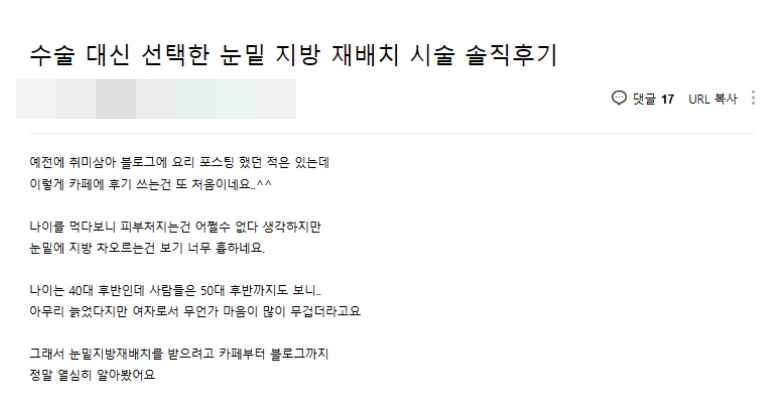 수술 대신 선택한 눈밑 지방 재배치 시술 솔직후기
댓글 17 URL 복사
예전에 취미삼아 블로그에 요리 포스팅 했던 적은 있는데
이렇게 카페에 후기 쓰는건 또 처음이네요..^^
나이를 먹다보니 피부처지는건 어쩔수 없다 생각하지만
눈밑에 지방 차오르는건 보기 너무 흉하네요.
나이는 40대 후반인데 사람들은 50대 후반까지도 보니..
아무리 늙었다지만 여자로서 무언가 마음이 많이 무겁더라고요
그래서 눈밑지방재배치를 받으려고 카페부터 블로그까지
정말 열심히 알아봤어요